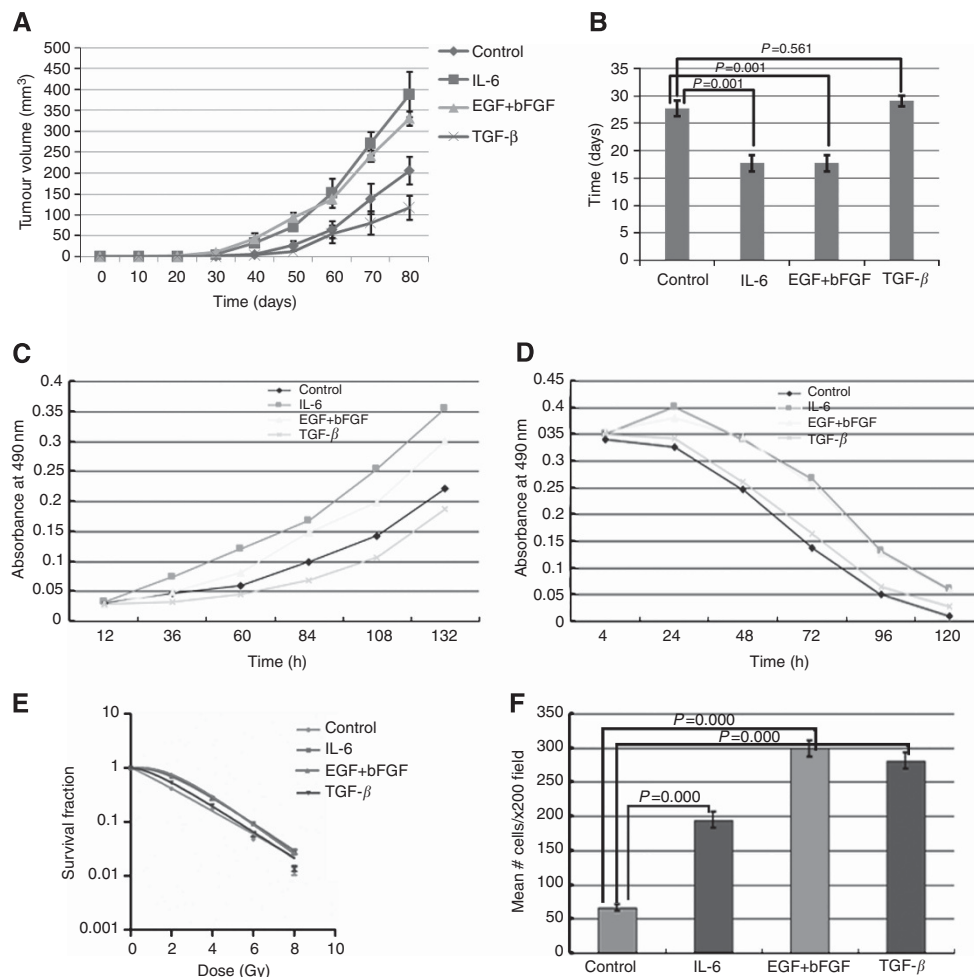 A
Tumour volume (mm³)
500
450
400
350
300
250
200
150
100
50
0
0 10 20 30 40 50 60 70 80
Time (days)
Control
IL-6
EGF+bFGF
TGF-β
B
P=0.561
P=0.001
P=0.001
Time (days)
35
30
25
20
15
10
5
0
Control IL-6 EGF+bFGF TGF-β
C
Absorbance at 490 nm
0.4
0.35
0.3
0.25
0.2
0.15
0.1
0.05
0
Control
IL-6
EGF+bFGF
TGF-β
12 36 60 84 108 132
Time (h)
D
Absorbance at 490 nm
0.45
0.4
0.35
0.3
0.25
0.2
0.15
0.1
0.05
0
Control
IL-6
EGF+bFGF
TGF-β
4 24 48 72 96 120
Time (h)
E
Survival fraction
10
1
0.1
0.01
0.001
Control
IL-6
EGF+bFGF
TGF-β
0 2 4 6 8 10
Dose (Gy)
F
Mean # cells/x200 field
350
300
250
200
150
100
50
0
P=0.000
P=0.000
P=0.000
Control IL-6 EGF+bFGF TGF-β